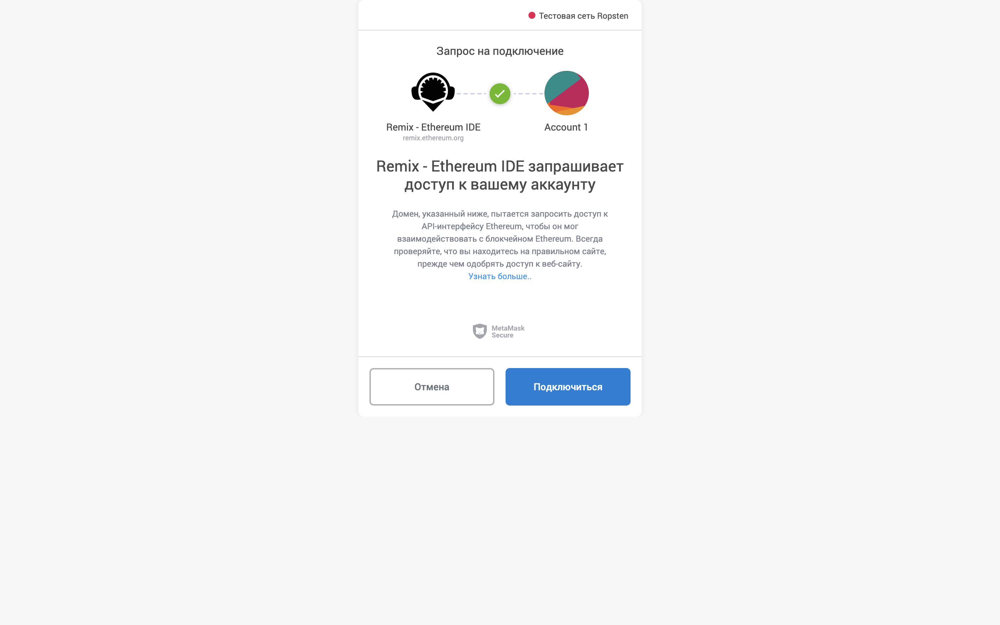 Тестовая сеть Ropsten
Запрос на подключение
Remix - Ethereum IDE
remix.ethereum.org
Account 1
Remix - Ethereum IDE запрашивает
доступ к вашему аккаунту
Домен, указанный ниже, пытается запросить доступ к
API-интерфейсу Ethereum, чтобы он мог
взаимодействовать с блокчейном Ethereum. Всегда
проверяйте, что вы находитесь на правильном сайте,
прежде чем одобрять доступ к веб-сайту.
Узнать больше..
MetaMask
Secure
Отмена
Подключиться